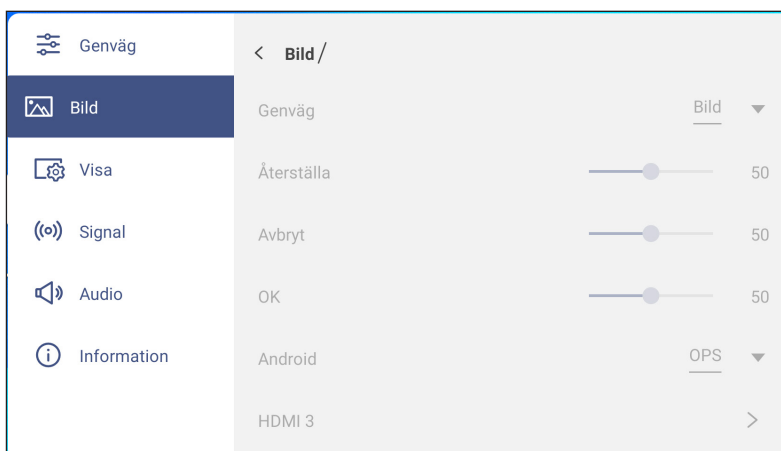 Genväg
Bild
Visa
Signal
Audio
Information
Bild/
Genväg Bild
Återställa 50
Avbryt 50
OK 50
Android OPS
HDMI 3